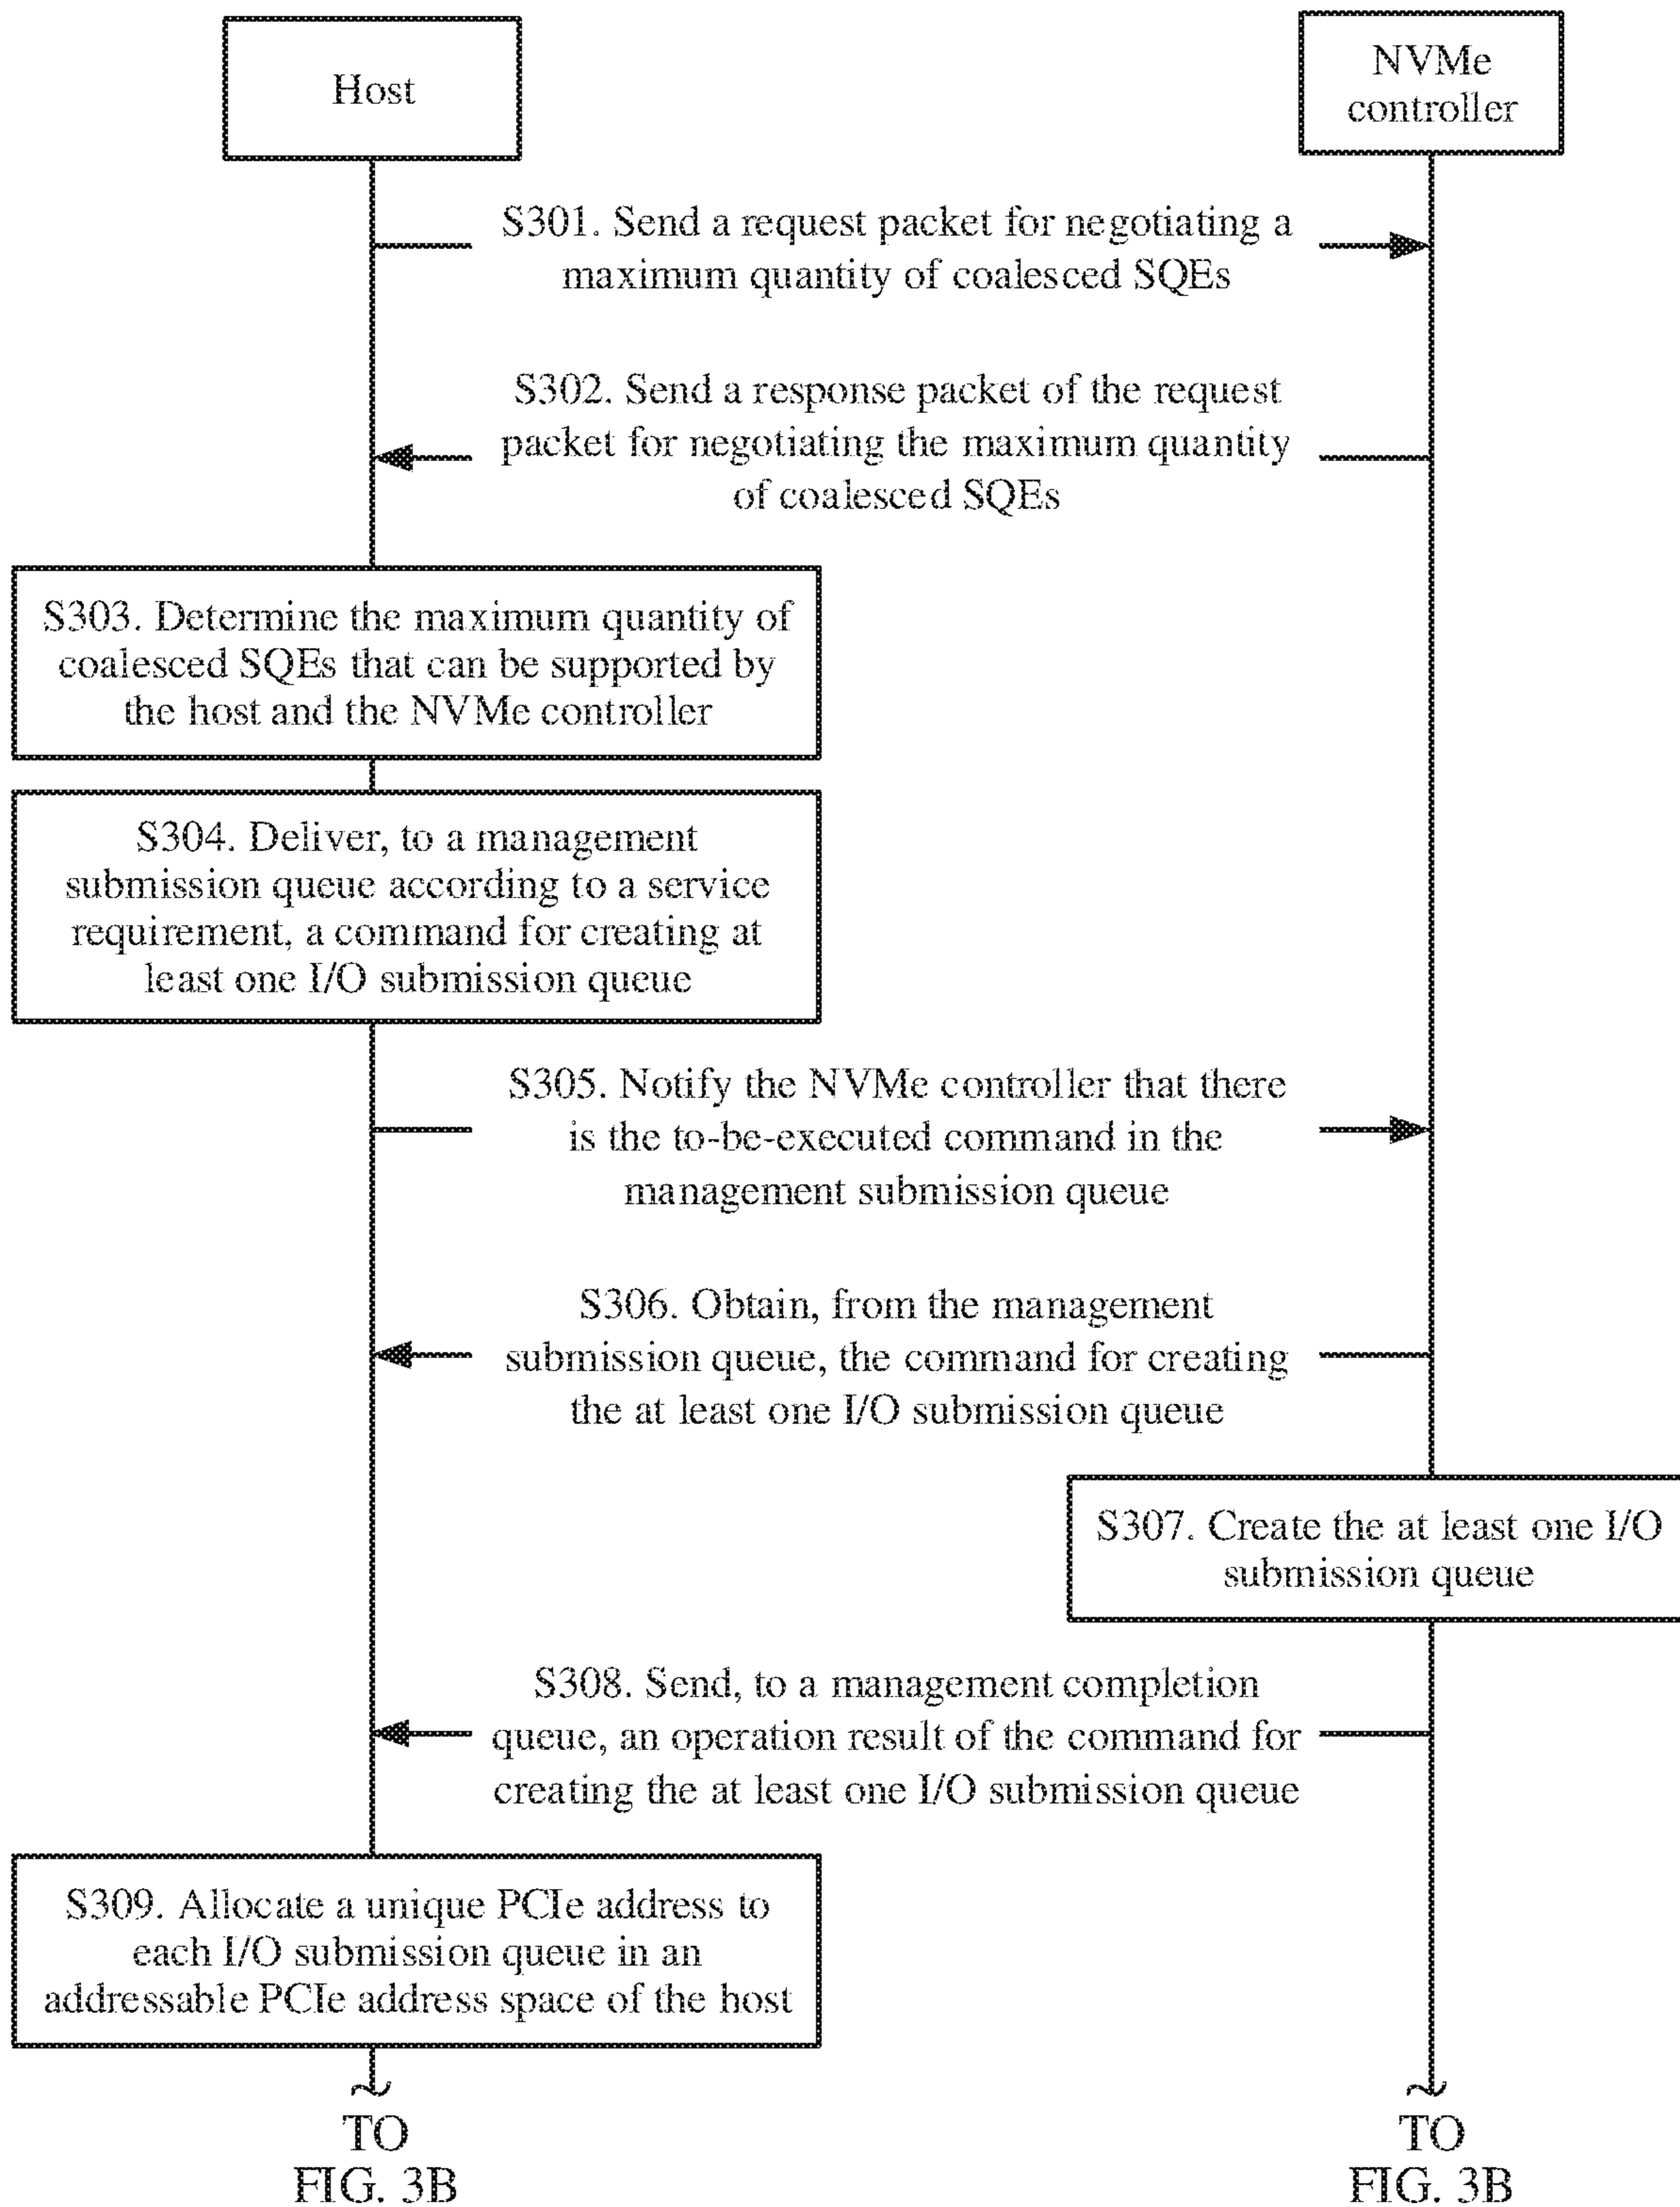 Host
NVMe
controller
S301. Send a request packet for negotiating a
maximum quantity of coalesced SQEs
S302. Send a response packet of the request
packet for negotiating the maximum quantity
of coalesced SQEs
S303. Determine the maximum quantity of
coalesced SQEs that can be supported by
the host and the NVMe controller
S304. Deliver, to a management
submission queue according to a service
requirement, a command for creating at
least one I/O submission queue
S305. Notify the NVMe controller that there
is the to-be-executed command in the
management submission queue
S306. Obtain, from the management
submission queue, the command for creating
the at least one I/O submission queue
S307. Create the at least one I/O
submission queue
S308. Send, to a management completion
queue, an operation result of the command for
creating the at least one I/O submission queue
S309. Allocate a unique PCIe address to
each I/O submission queue in an
addressable PCIe address space of the host
TO
FIG. 3B
TO
FIG. 3B